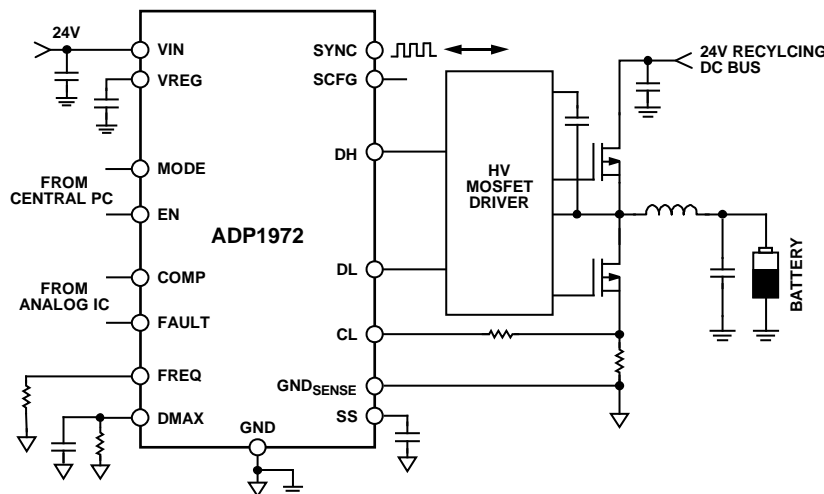 24V
VIN
VREG
FROM
CENTRAL PC
MODE
EN
FROM
ANALOG IC
COMP
FAULT
FREQ
DMAX
ADP1972
GND
SYNC
SCFG
DH
DL
CL
GNDSENSE
SS
HV
MOSFET
DRIVER
24V RECYLCING
DC BUS
BATTERY